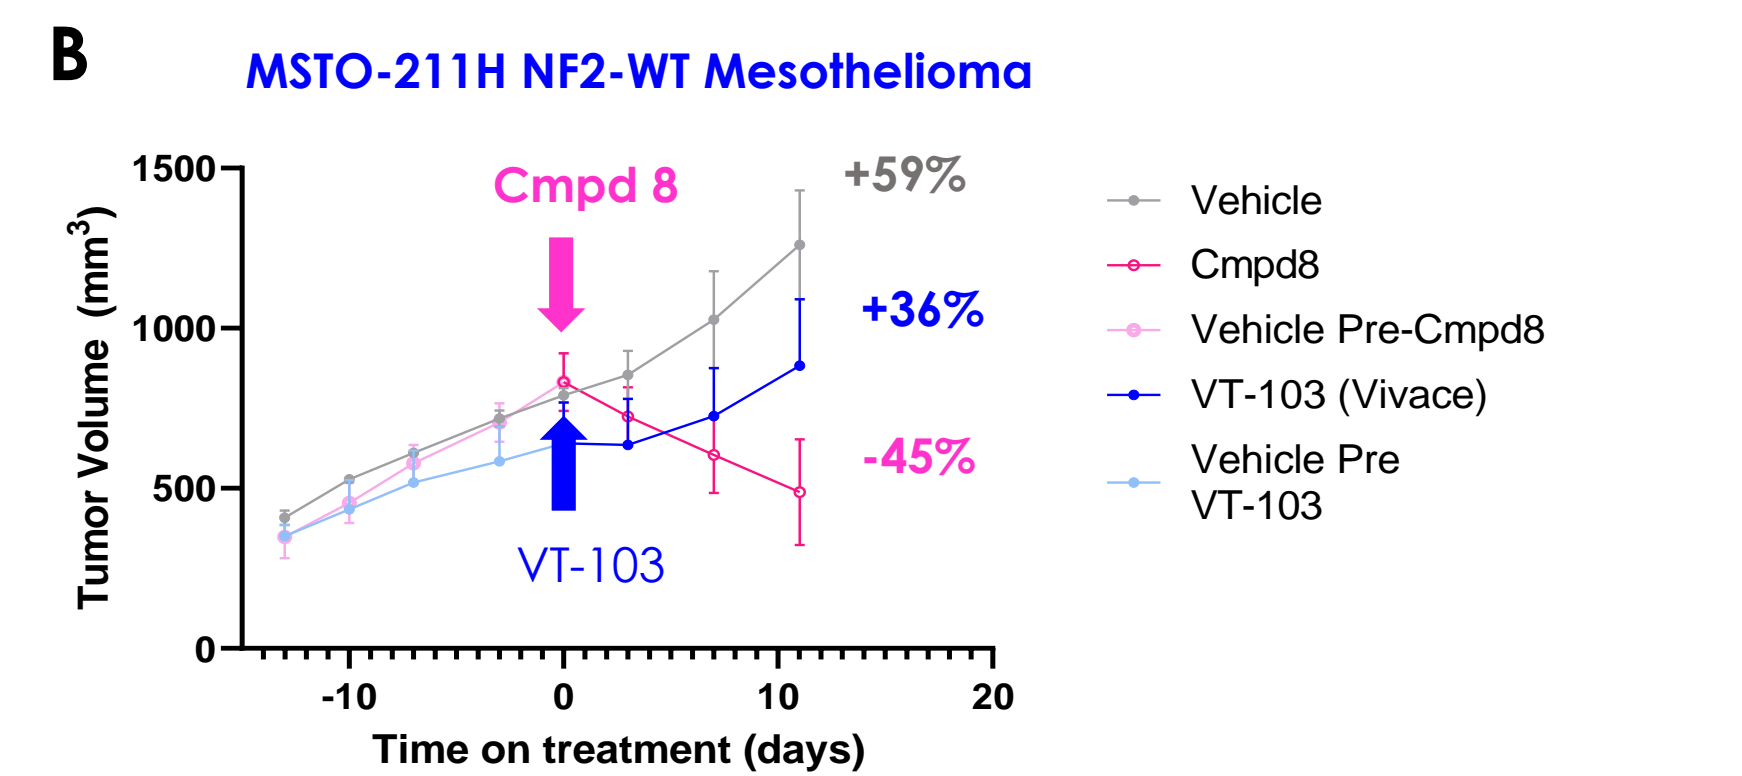 B
MSTO-211H NF2-WT Mesothelioma
Tumor Volume (mm³)
1500
1000
500
0
-10
0
10
20
Time on treatment (days)
Cmpd 8
VT-103
+59%
+36%
-45%
Vehicle
Cmpd8
Vehicle Pre-Cmpd8
VT-103 (Vivace)
Vehicle Pre
VT-103